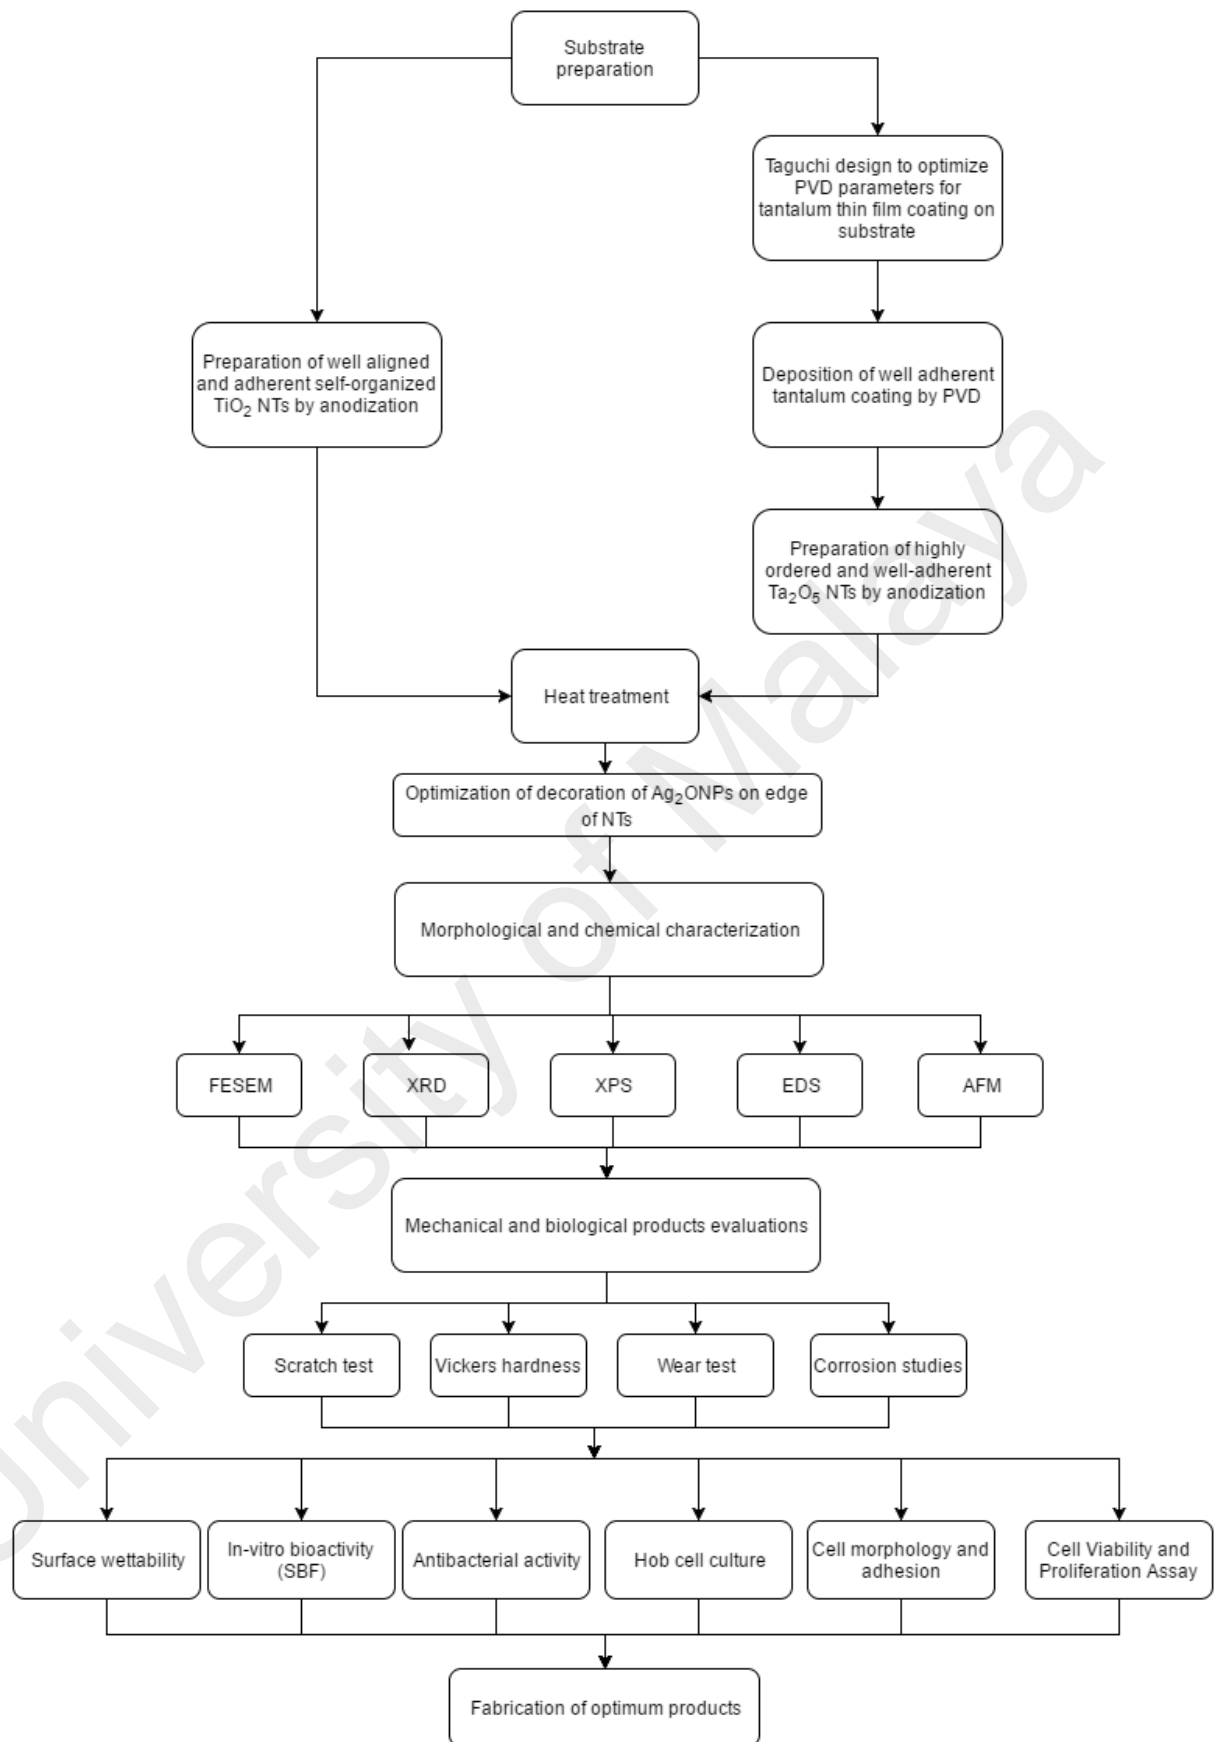 Substrate
preparation
Taguchi design to optimize
PVD parameters for
tantalum thin film coating on
substrate
Preparation of well aligned
and adherent self-organized
TiO₂ NTs by anodization
Deposition of well adherent
tantalum coating by PVD
Preparation of highly
ordered and well-adherent
Ta₂O₅ NTs by anodization
Heat treatment
Optimization of decoration of Ag₂ONPs on edge
of NTs
Morphological and chemical characterization
FESEM
XRD
XPS
EDS
AFM
Mechanical and biological products evaluations
Scratch test
Vickers hardness
Wear test
Corrosion studies
Surface wettability
In-vitro bioactivity
(SBF)
Antibacterial activity
Hob cell culture
Cell morphology and
adhesion
Cell Viability and
Proliferation Assay
Fabrication of optimum products
University of Malaya